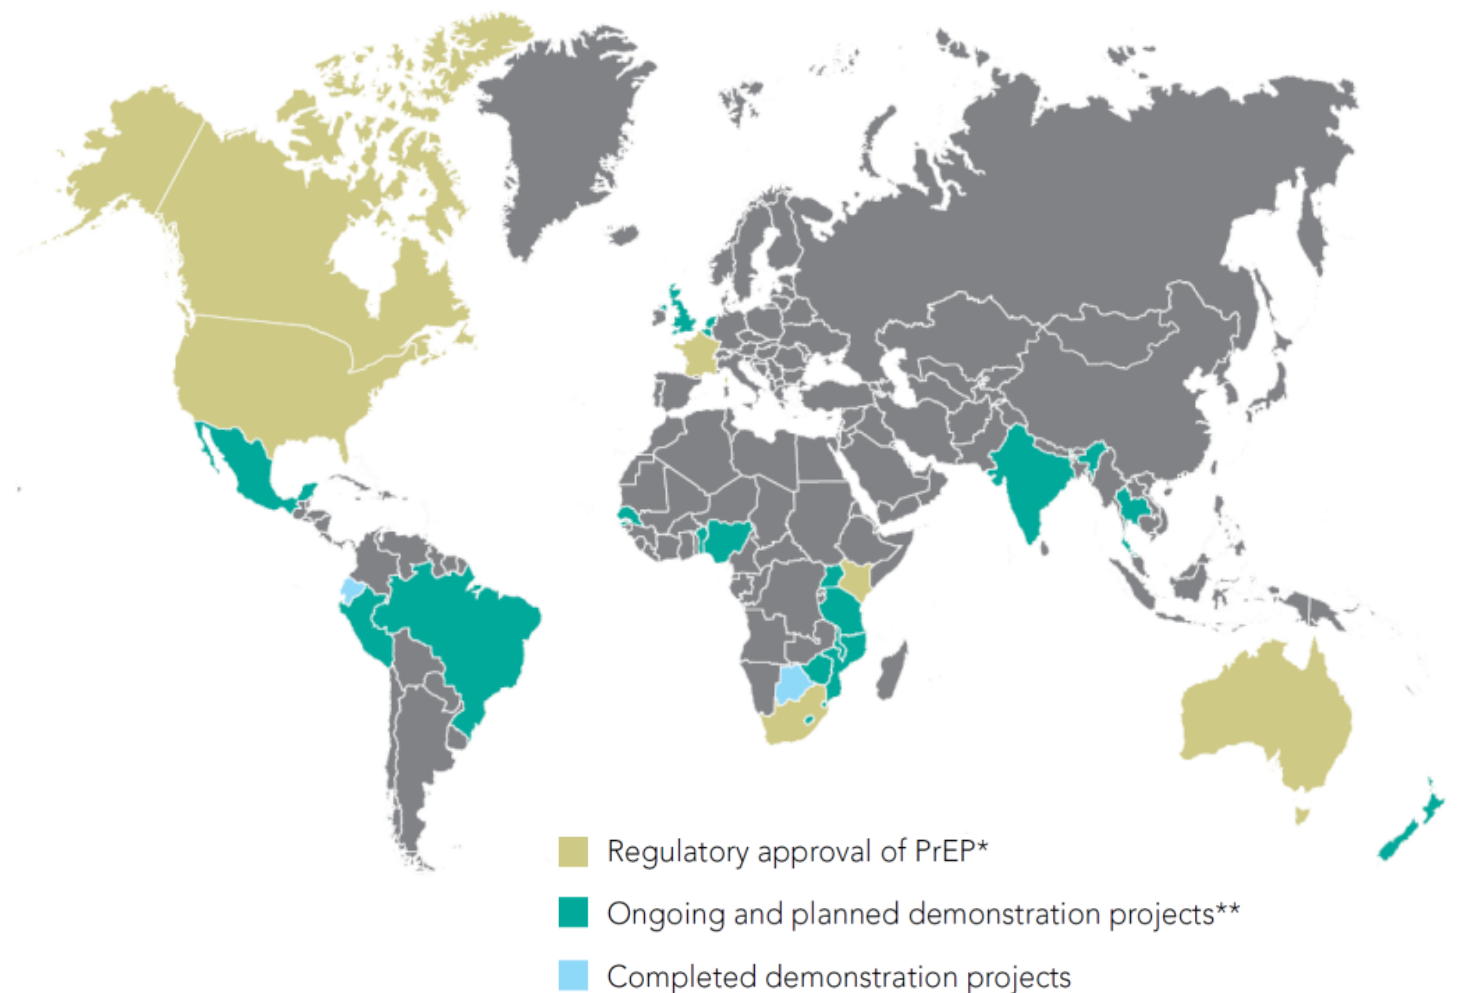 Regulatory approval of PrEP*
Ongoing and planned demonstration projects**
Completed demonstration projects